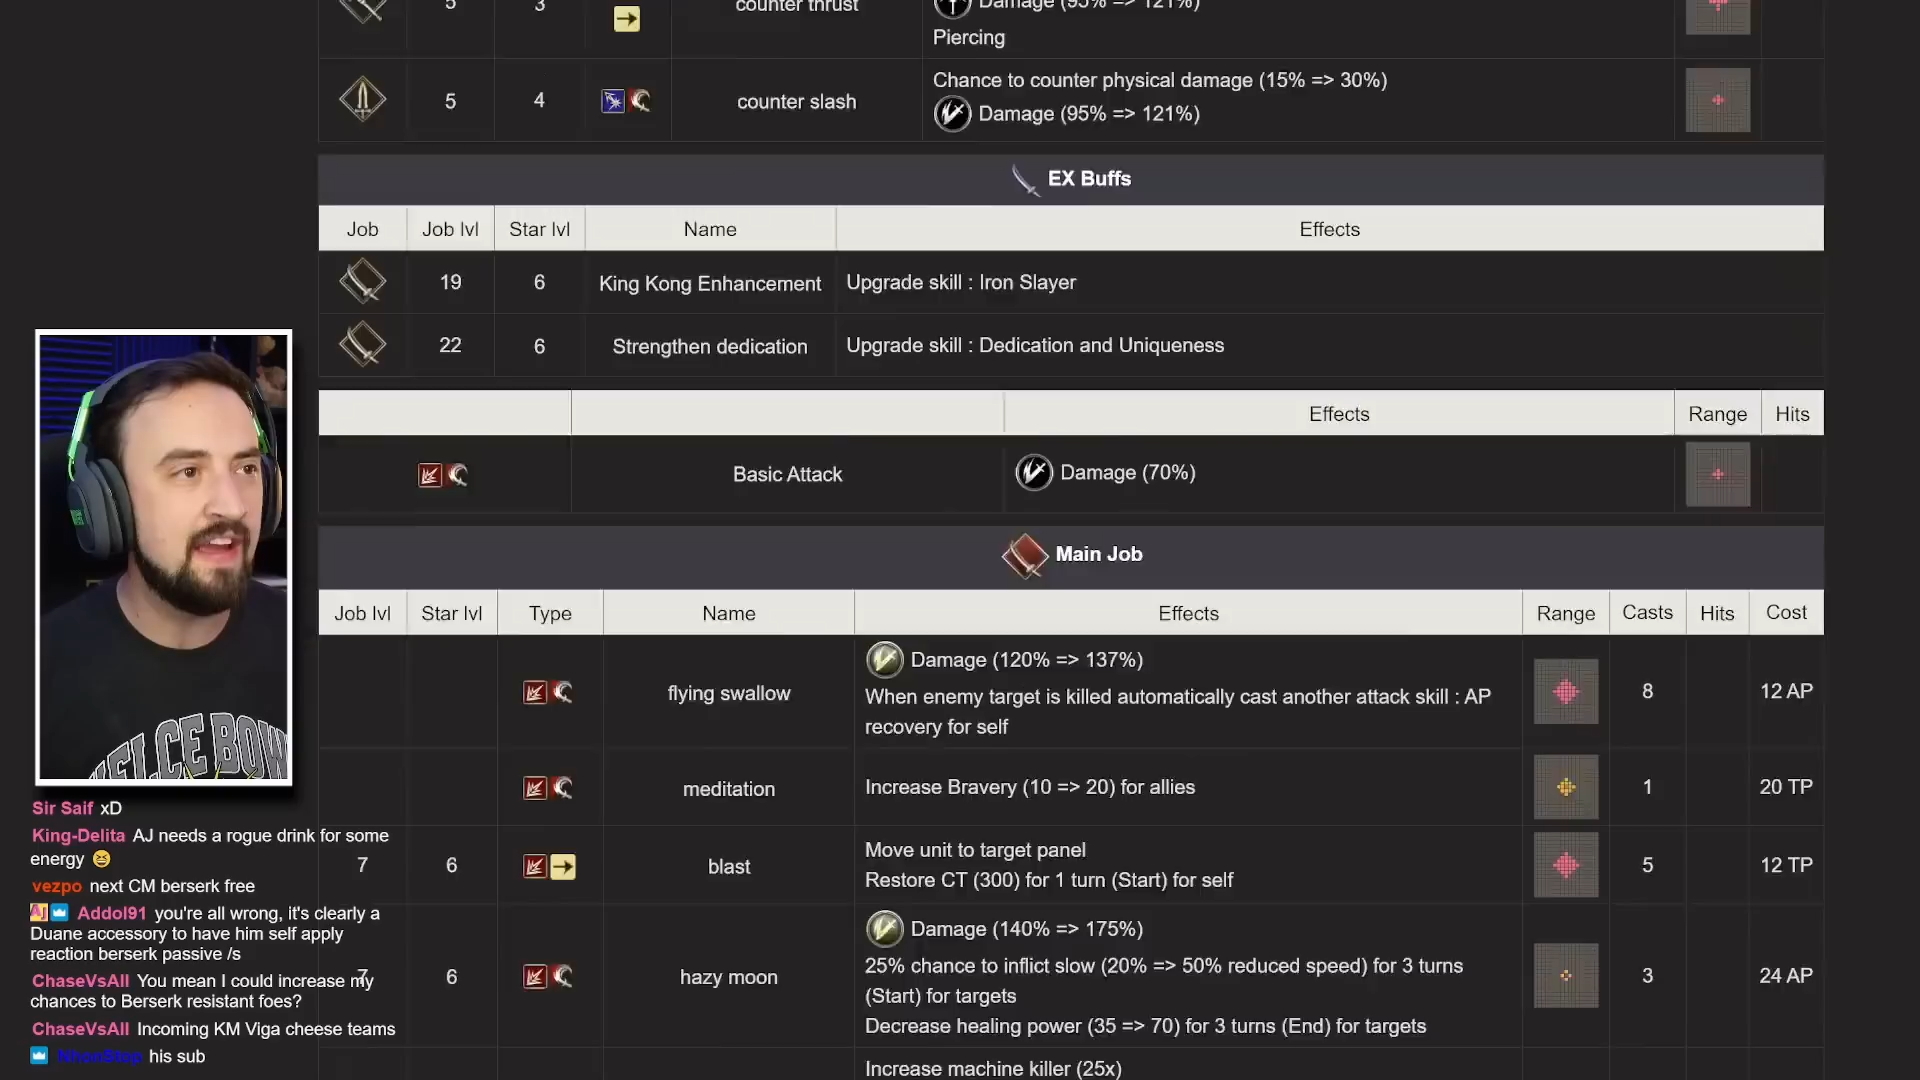 5 3 counter thrust Damage (95% => 121%)
Piercing
5 4 counter slash Chance to counter physical damage (15% => 30%)
Damage (95% => 121%)
EX Buffs
Job Job lvl Star lvl Name Effects
19 6 King Kong Enhancement Upgrade skill : Iron Slayer
22 6 Strengthen dedication Upgrade skill : Dedication and Uniqueness
Effects Range Hits
Basic Attack Damage (70%)
Main Job
Job lvl Star lvl Type Name Effects Range Casts Hits Cost
Damage (120% => 137%)
flying swallow When enemy target is killed automatically cast another attack skill : AP 8 12 AP
recovery for self
meditation Increase Bravery (10 => 20) for allies 1 20 TP
7 6 blast Move unit to target panel 5 12 TP
Restore CT (300) for 1 turn (Start) for self
Damage (140% => 175%)
7 6 hazy moon 25% chance to inflict slow (20% => 50% reduced speed) for 3 turns 3 24 AP
(Start) for targets
Decrease healing power (35 => 70) for 3 turns (End) for targets
Increase machine killer (25x)
ELCE BOW
Sir Saif xD
King-Delita AJ needs a rogue drink for some
energy 😆
vezpo next CM berserk free
AJ Addol91 you're all wrong, it's clearly a
Duane accessory to have him self apply
reaction berserk passive /s
ChaseVsAll You mean I could increase my
chances to Berserk resistant foes?
ChaseVsAll Incoming KM Viga cheese teams
his sub